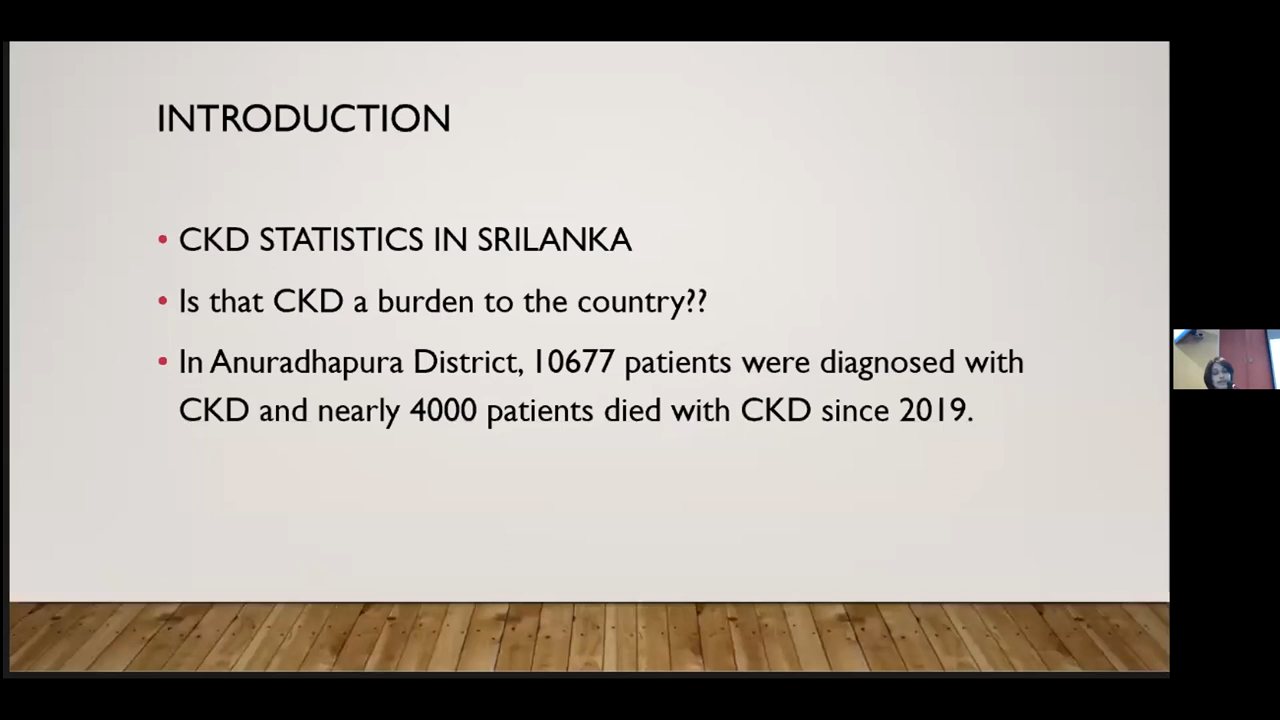 INTRODUCTION
• CKD STATISTICS IN SRILANKA
• Is that CKD a burden to the country??
• In Anuradhapura District, 10677 patients were diagnosed with
CKD and nearly 4000 patients died with CKD since 2019.